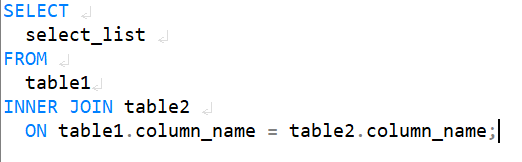 SELECT
  select_list
FROM
  table1
INNER JOIN table2
  ON table1.column_name = table2.column_name;